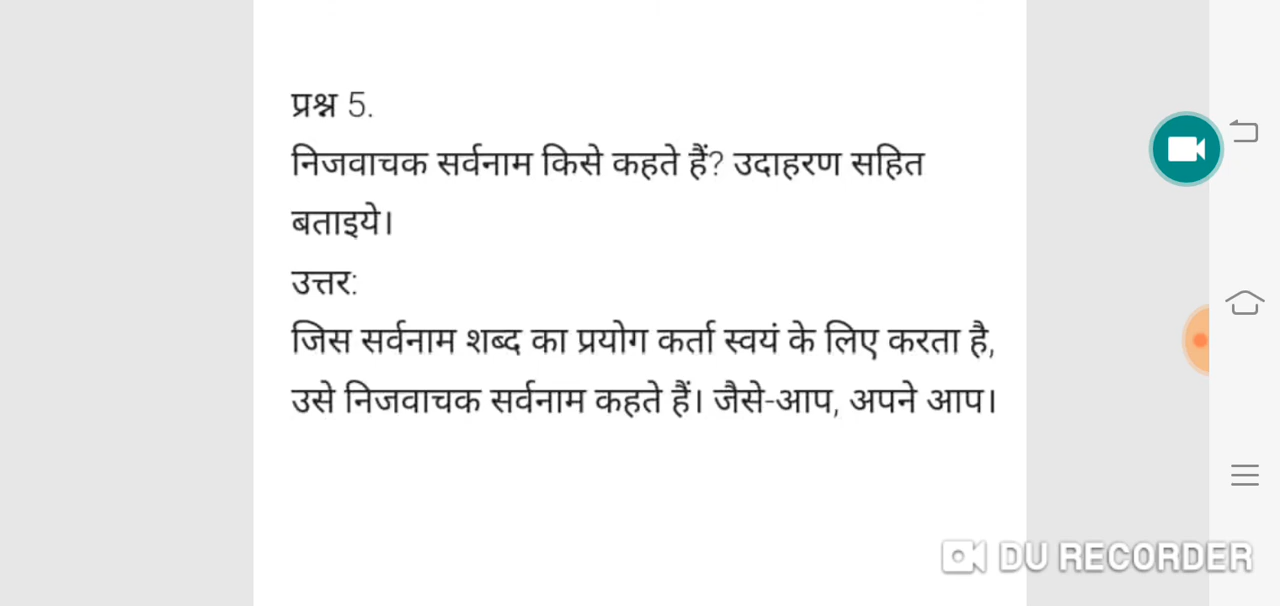 प्रश्न 5.
निजवाचक सर्वनाम किसे कहते हैं? उदाहरण सहित
बताइये।
उत्तर:
जिस सर्वनाम शब्द का प्रयोग कर्ता स्वयं के लिए करता है,
उसे निजवाचक सर्वनाम कहते हैं। जैसे-आप, अपने आप।
DU RECORDER